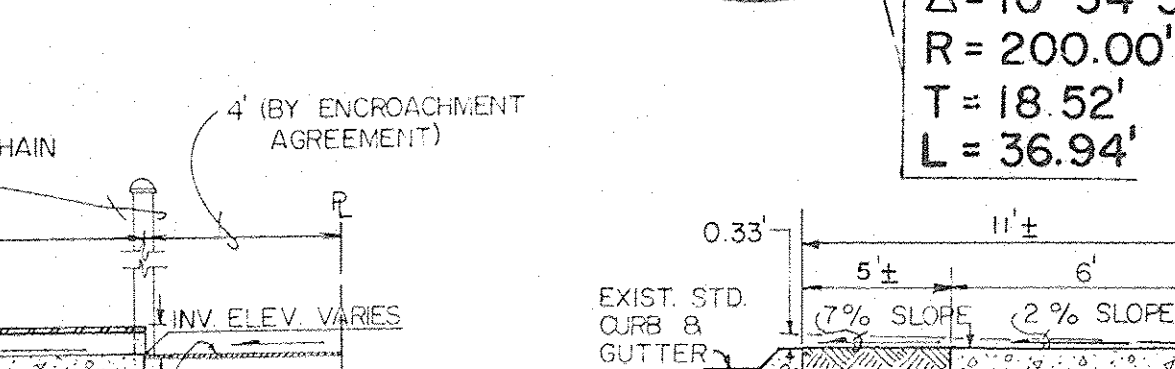 4' (BY ENCROACHMENT
AGREEMENT)
HAIN
PL
INV. ELEV. VARIES
R = 200.00'
T = 18.52'
L = 36.94'
0.33'
11'±
5'±
6'
EXIST. STD.
CURB &
GUTTER
7% SLOPE
2% SLOPE